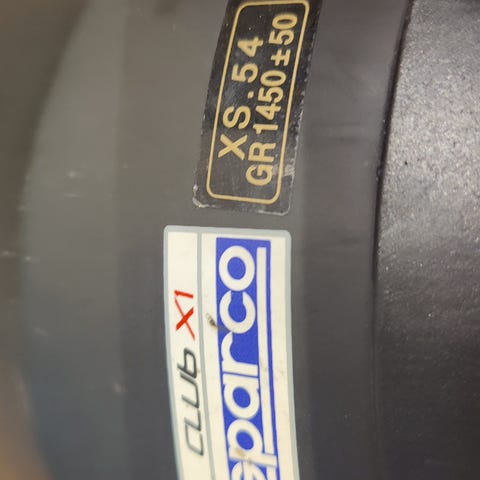 XS . 54
GR 1450 ± 50
CLUB X1
sparco